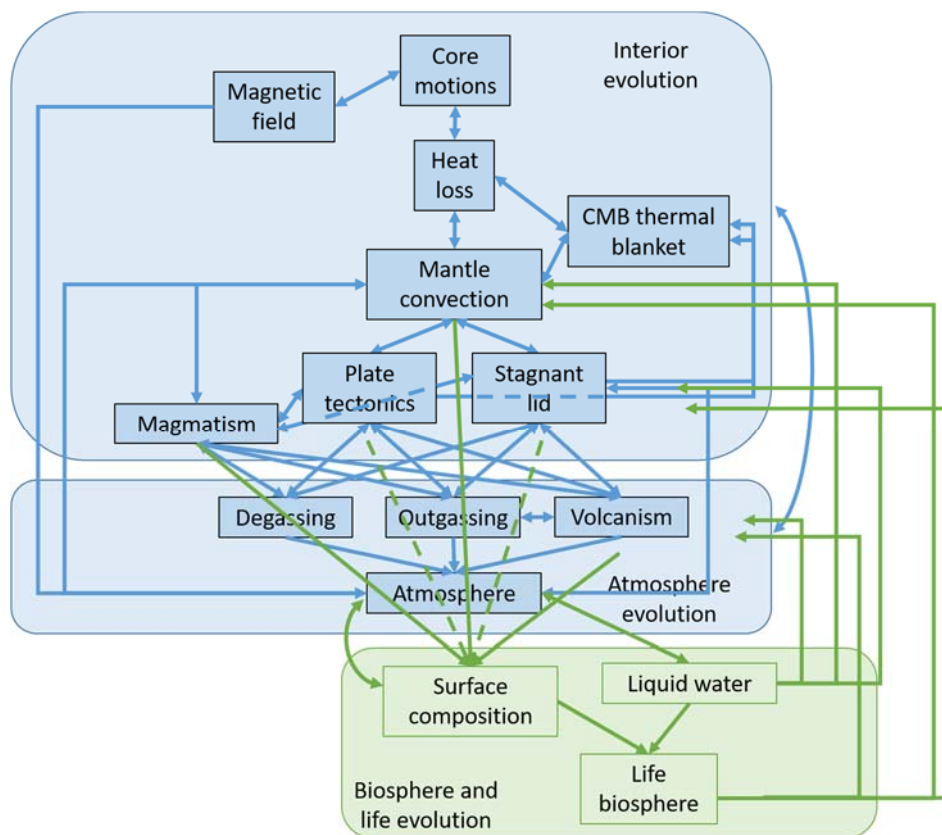 Interior
evolution
Core
motions
Magnetic
field
Heat
loss
CMB thermal
blanket
Mantle
convection
Plate
tectonics
Stagnant
lid
Magmatism
Degassing
Outgassing
Volcanism
Atmosphere
Atmosphere
evolution
Surface
composition
Liquid water
Life
biosphere
Biosphere and
life evolution